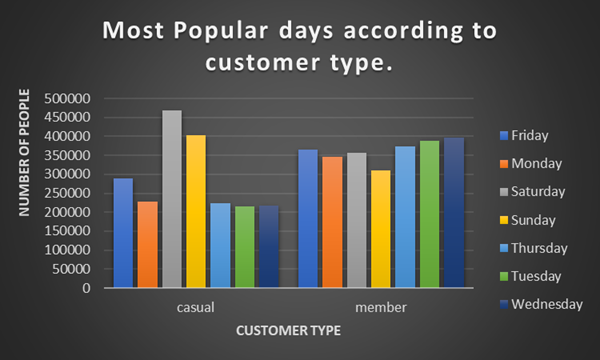 Most Popular days according to
customer type.
NUMBER OF PEOPLE
500000
450000
400000
350000
300000
250000
200000
150000
100000
50000
0
casual
member
CUSTOMER TYPE
Friday
Monday
Saturday
Sunday
Thursday
Tuesday
Wednesday